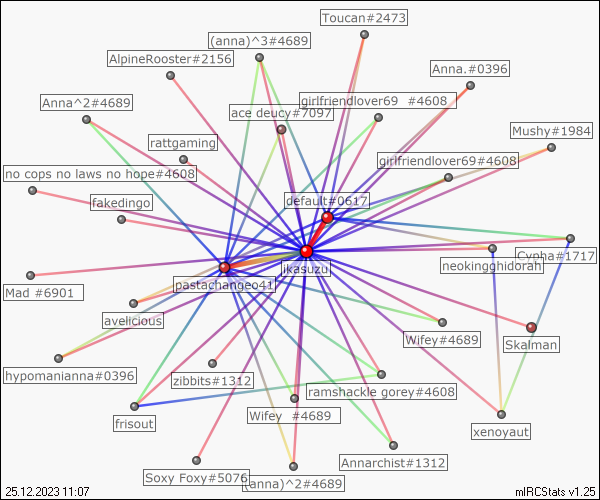 Toucan#2473
(anna)^3#4689
AlpineRooster#2156
Anna.#0396
Anna^2#4689
girlfriendlover69 #4608
ace deucy#7097
Mushy#1984
rattgaming
girlfriendlover69#4608
no cops no laws no hope#4608
fakedingo
default#0617
Cypha#1717
neokingghidorah
ikasuzu
pastachangeo41
Mad #6901
avelicious
Wifey#4689
Skalman
hypomanianna#0396
zibbits#1312
ramshackle gorey#4608
Wifey #4689
frisout
xenoyaut
Annarchist#1312
Soxy Foxy#5076
(anna)^2#4689
25.12.2023 11:07
mIRCStats v1.25